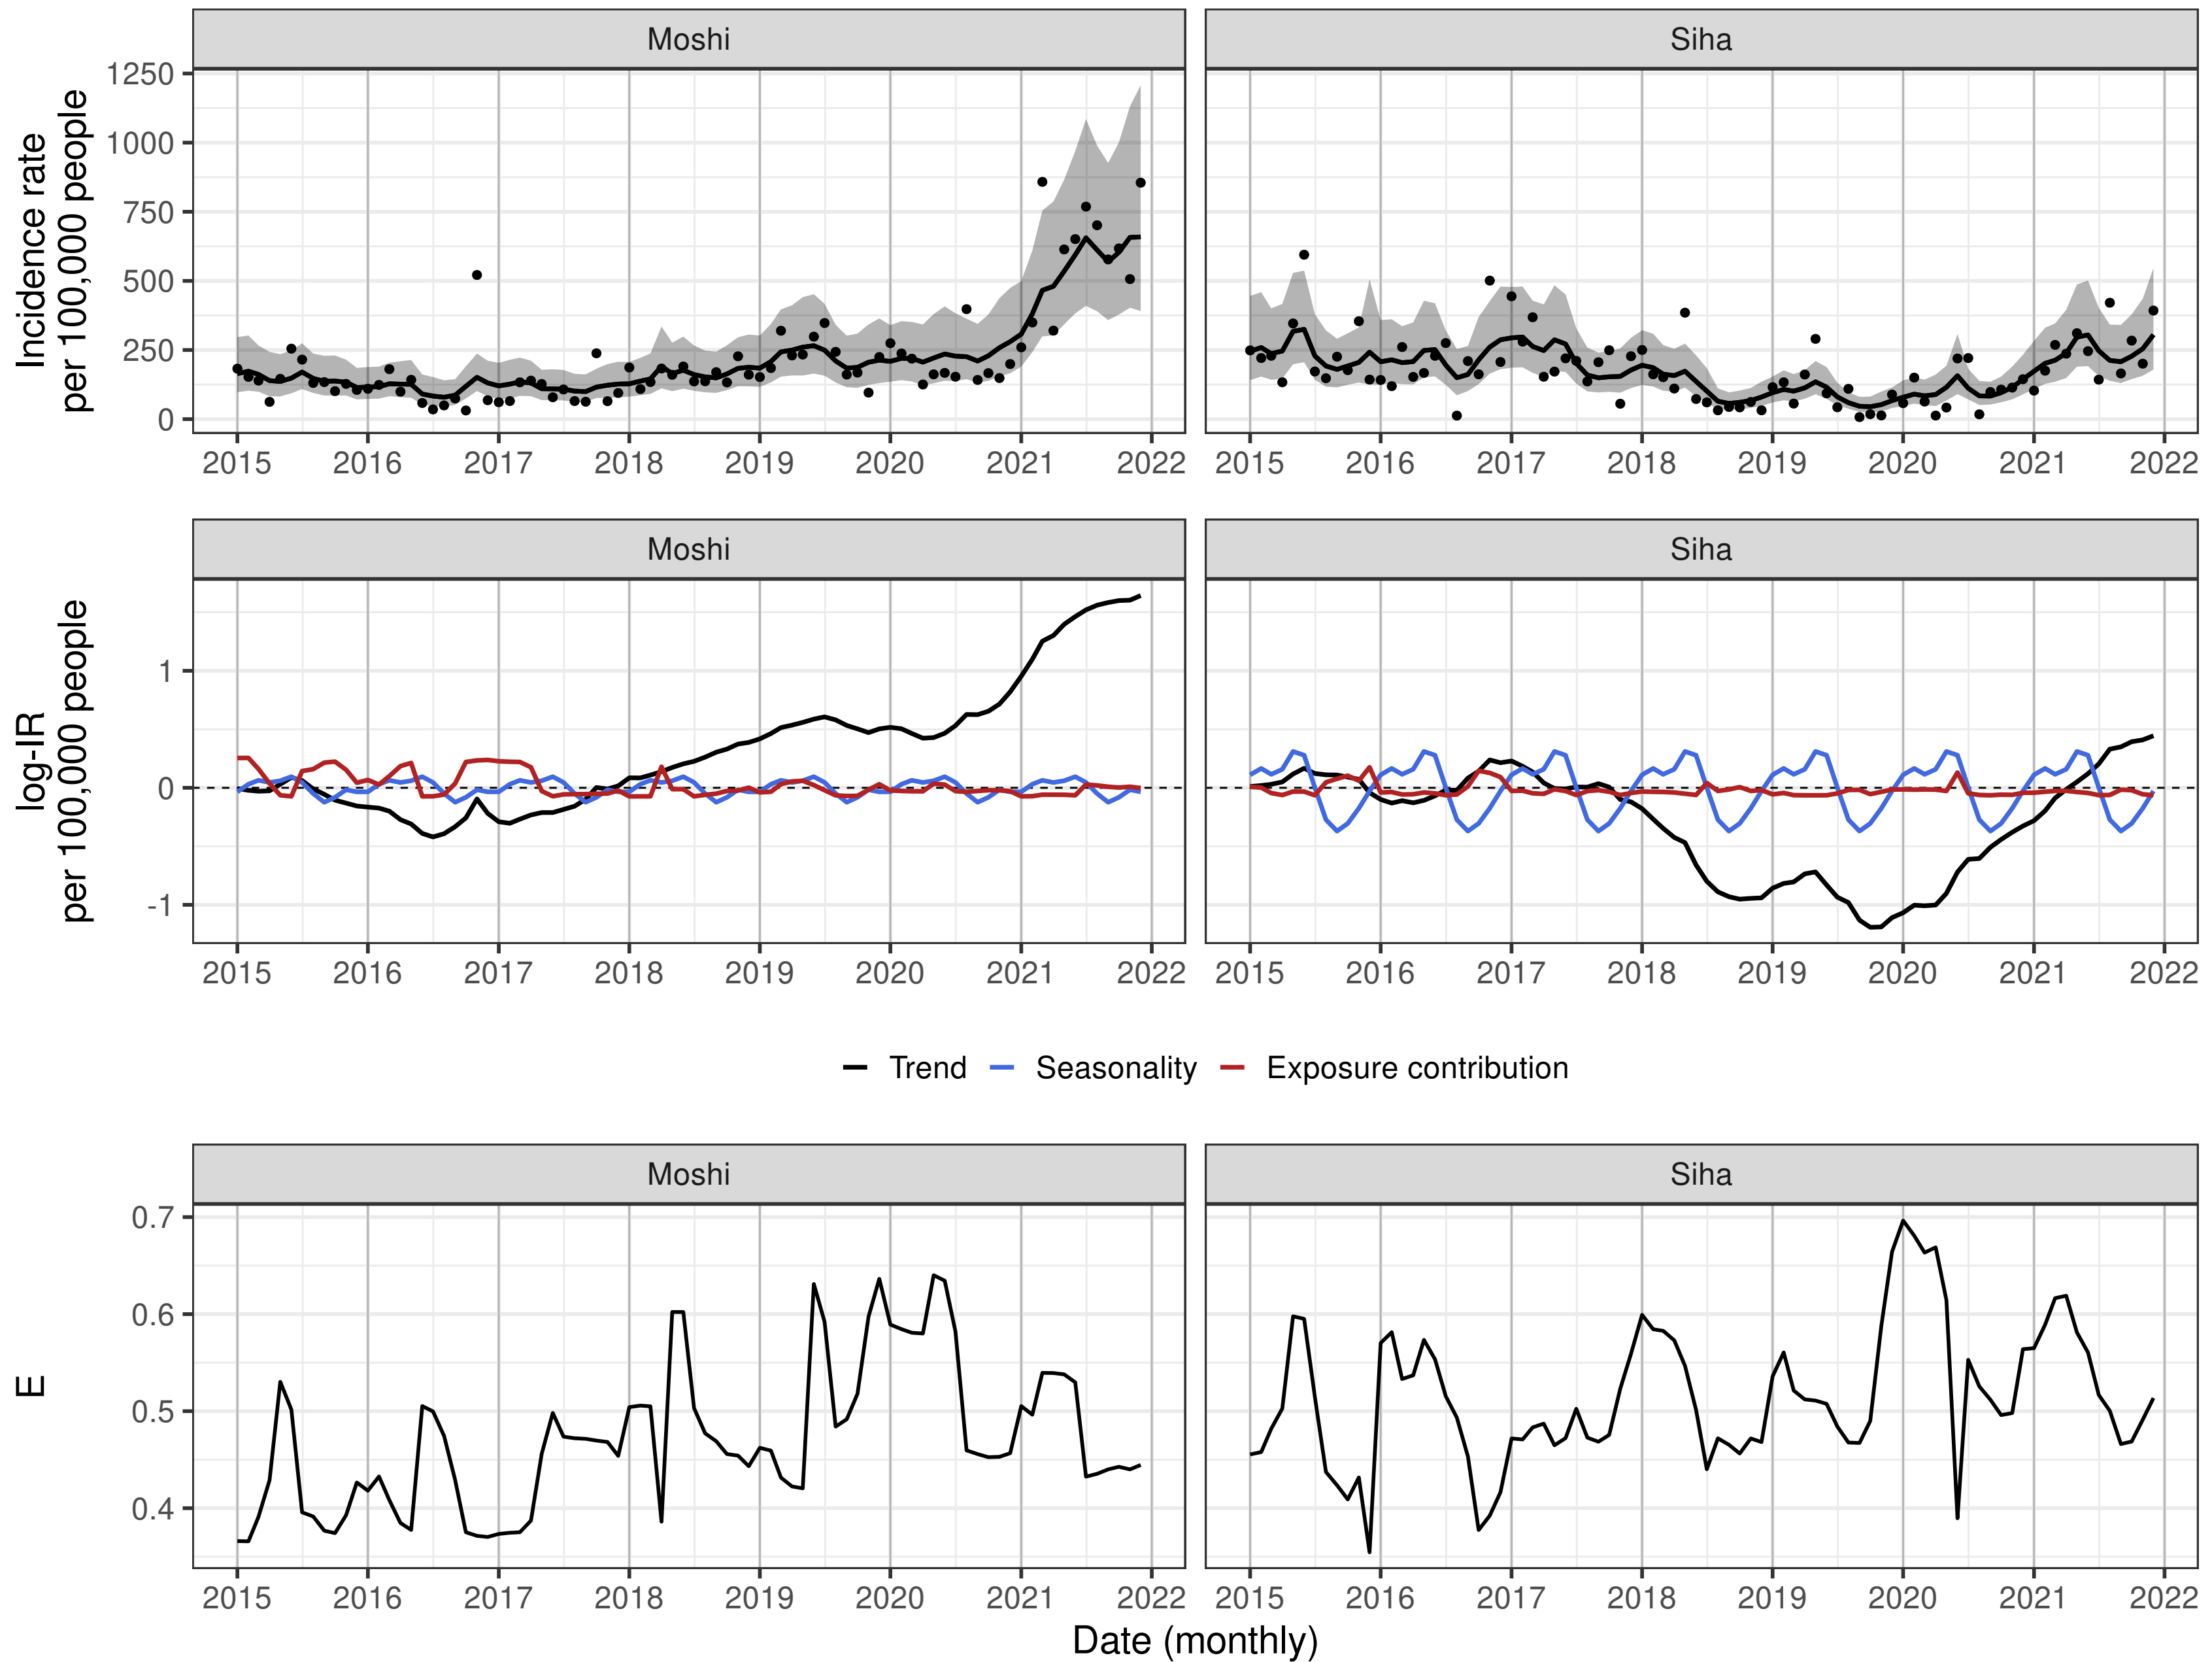 Moshi Siha
Incidence rate
per 100,000 people
1250
1000
750
500
250
0
2015 2016 2017 2018 2019 2020 2021 2022 2015 2016 2017 2018 2019 2020 2021 2022
Moshi Siha
log-IR
per 100,000 people
1
0
-1
2015 2016 2017 2018 2019 2020 2021 2022 2015 2016 2017 2018 2019 2020 2021 2022
Trend Seasonality Exposure contribution
Moshi Siha
E
0.7
0.6
0.5
0.4
2015 2016 2017 2018 2019 2020 2021 2022 2015 2016 2017 2018 2019 2020 2021 2022
Date (monthly)